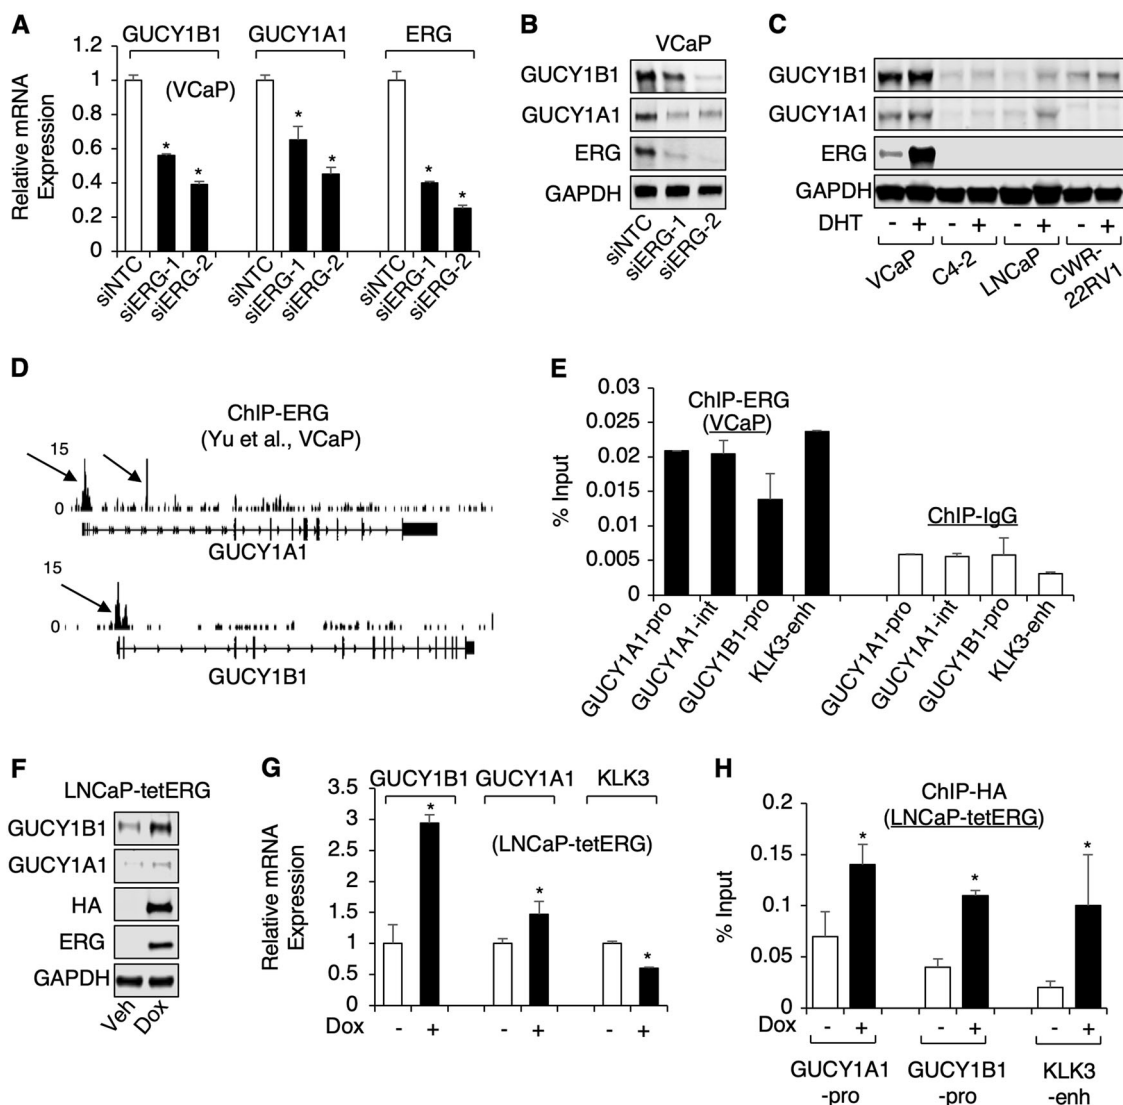 A
GUCY1B1 GUCY1A1 ERG
(VCaP)
Relative mRNA
Expression
1.2
1
0.8
0.6
0.4
0.2
0
* * * * * *
siNTC siERG-1 siERG-2 siNTC siERG-1 siERG-2 siNTC siERG-1 siERG-2
B
VCaP
GUCY1B1
GUCY1A1
ERG
GAPDH
siNTC siERG-1 siERG-2
C
GUCY1B1
GUCY1A1
ERG
GAPDH
DHT - + - + - + - +
VCaP C4-2 LNCaP CWR-
22RV1
D
ChIP-ERG
(Yu et al., VCaP)
15
0
GUCY1A1
15
0
GUCY1B1
E
ChIP-ERG
(VCaP)
ChIP-IgG
% Input
0.03
0.025
0.02
0.015
0.01
0.005
0
GUCY1A1-pro GUCY1A1-int GUCY1B1-pro KLK3-enh GUCY1A1-pro GUCY1A1-int GUCY1B1-pro KLK3-enh
F
LNCaP-tetERG
GUCY1B1
GUCY1A1
HA
ERG
GAPDH
Veh Dox
G
GUCY1B1 GUCY1A1 KLK3
(LNCaP-tetERG)
Relative mRNA
Expression
3.5
3
2.5
2
1.5
1
0.5
0
* * *
Dox - + - + - +
H
ChIP-HA
(LNCaP-tetERG)
% Input
0.2
0.15
0.1
0.05
0
* * *
Dox - + - + - +
GUCY1A1 GUCY1B1 KLK3
-pro -pro -enh